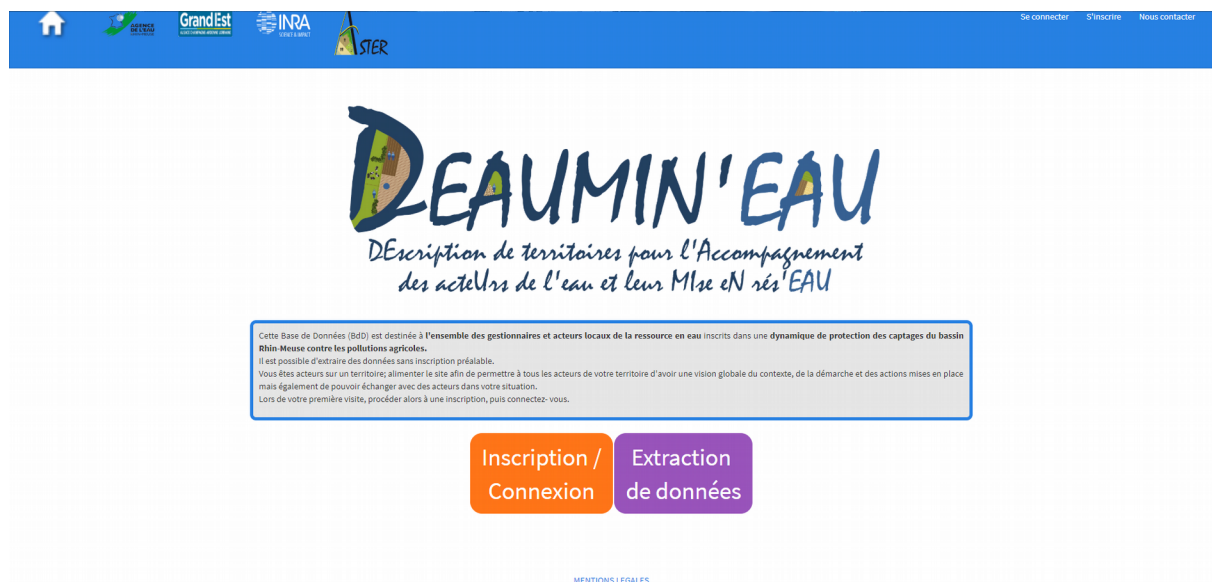 AGENCE
DE L'EAU
Grand Est
INRA
SCIENCE & IMPACT
ASTER
Se connecter S'inscrire Nous contacter
DEAUMIN'EAU
DEscription de territoires pour l'Accompagnement
des acteUrs de l'eau et leur MIse eN rés'EAU
Cette Base de Données (BdD) est destinée à l'ensemble des gestionnaires et acteurs locaux de la ressource en eau inscrits dans une dynamique de protection des captages du bassin
Rhin-Meuse contre les pollutions agricoles.
Il est possible d'extraire des données sans inscription préalable.
Vous êtes acteurs sur un territoire; alimenter le site afin de permettre à tous les acteurs de votre territoire d'avoir une vision globale du contexte, de la démarche et des actions mises en place
mais également de pouvoir échanger avec des acteurs dans votre situation.
Lors de votre première visite, procéder alors à une inscription, puis connectez- vous.
Inscription /
Connexion
Extraction
de données
MENTIONS LEGALES